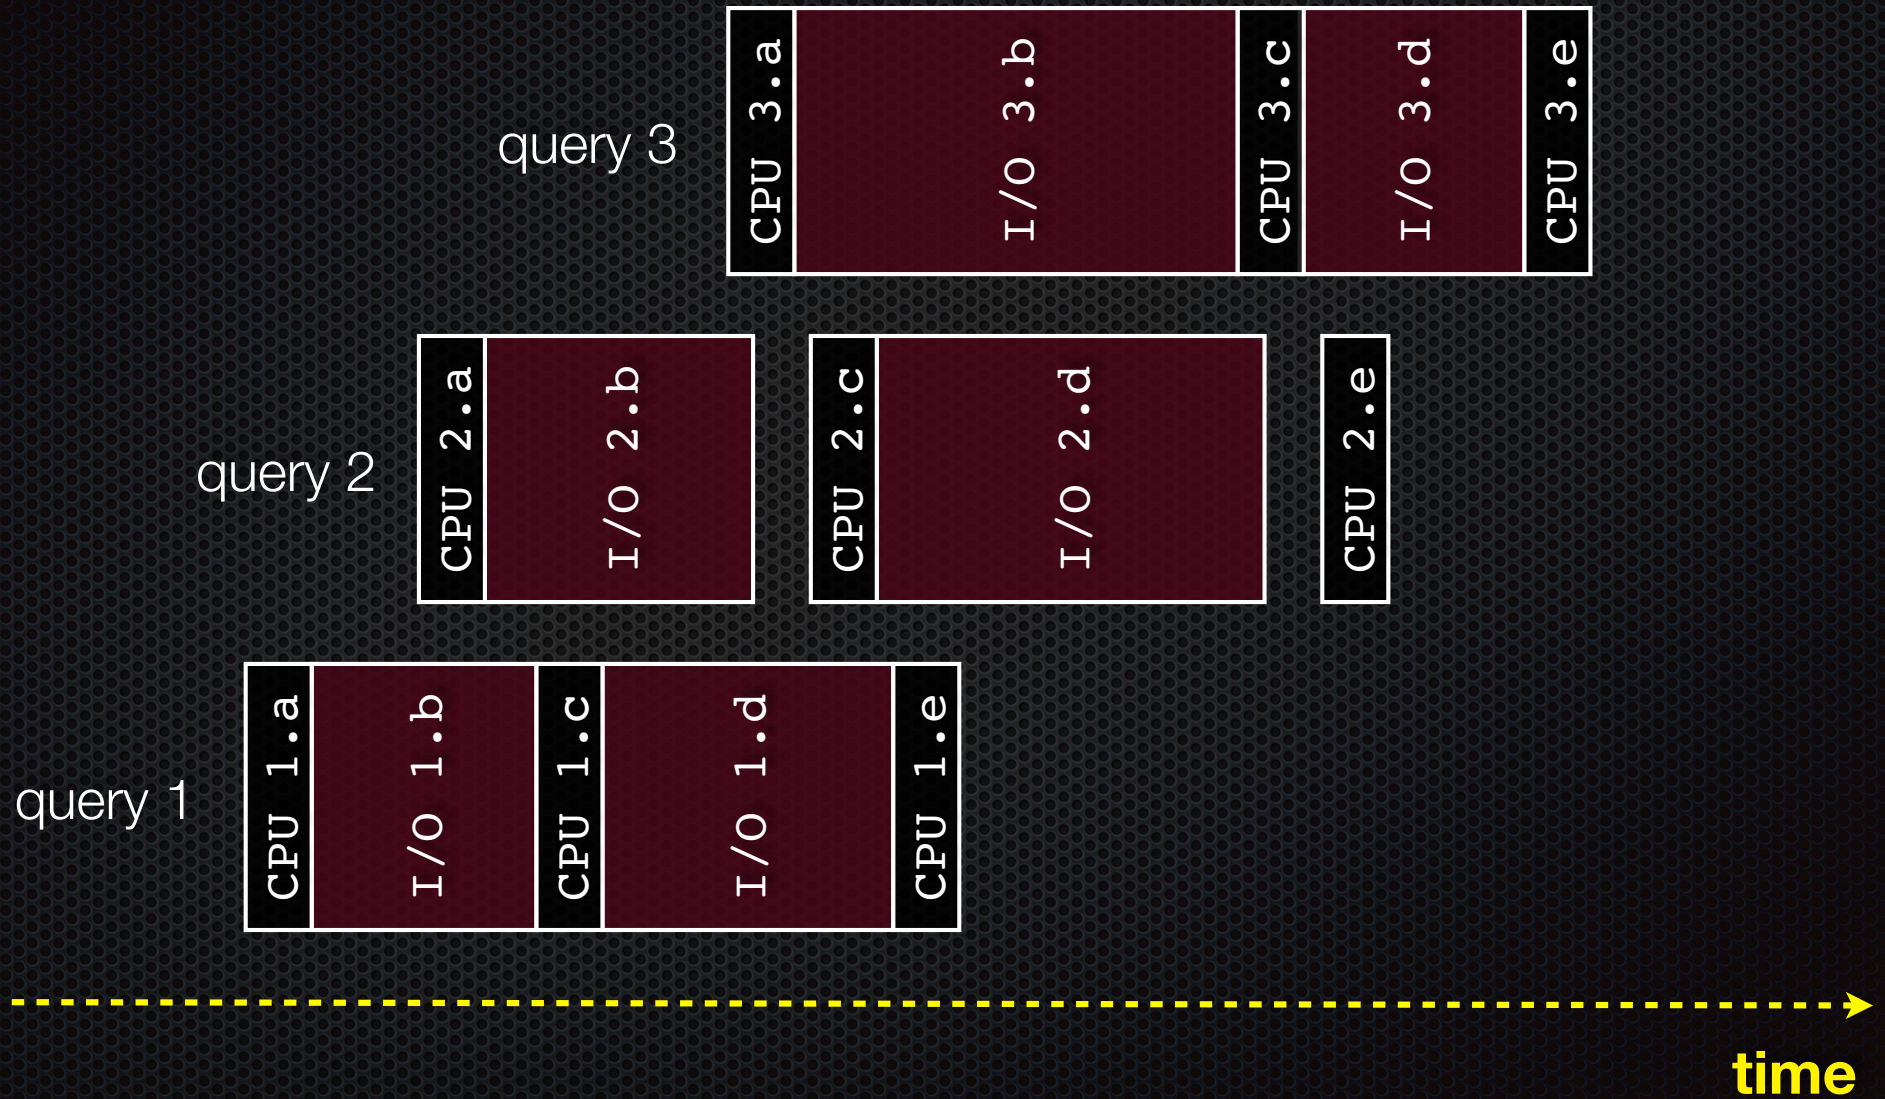 query 3
CPU 3.a
I/O 3.b
CPU 3.c
I/O 3.d
CPU 3.e
query 2
CPU 2.a
I/O 2.b
CPU 2.c
I/O 2.d
CPU 2.e
query 1
CPU 1.a
I/O 1.b
CPU 1.c
I/O 1.d
CPU 1.e
time